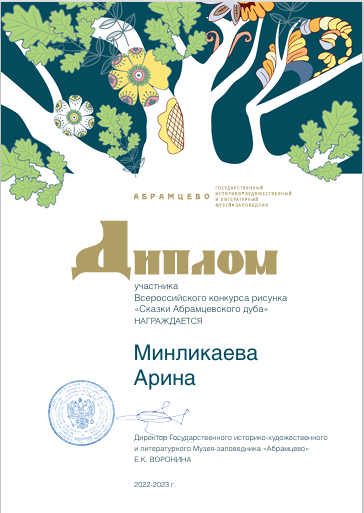 АБРАМЦЕВО
ГОСУДАРСТВЕННЫЙ
ИСТОРИКО-ХУДОЖЕСТВЕННЫЙ
И ЛИТЕРАТУРНЫЙ
МУЗЕЙ-ЗАПОВЕДНИК
Диплом
участника
Всероссийского конкурса рисунка
«Сказки Абрамцевского дуба»
НАГРАЖДАЕТСЯ
Минликаева
Арина
Директор Государственного историко-художественного
и литературного Музея-заповедника «Абрамцево»
Е.К. ВОРОНИНА
2022-2023 г.